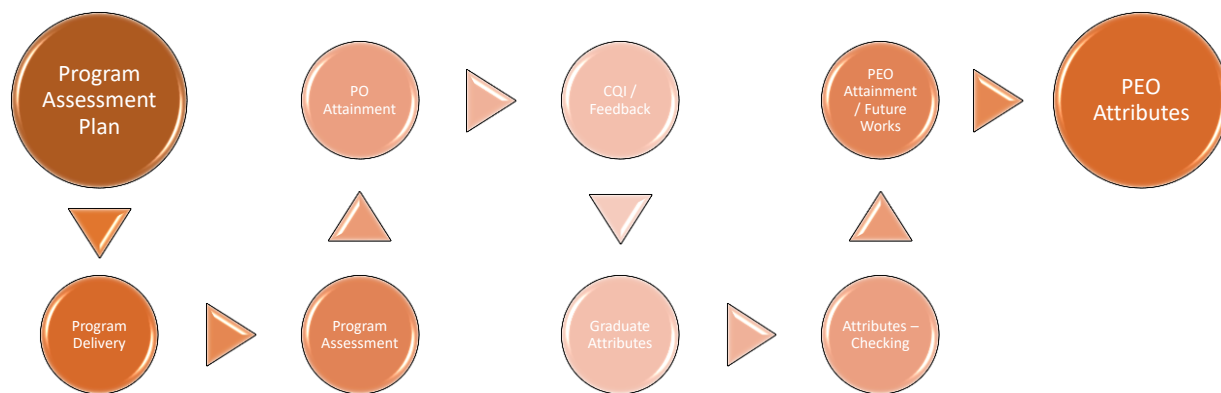 Program
Assessment
Plan
Program
Delivery
Program
Assessment
PO
Attainment
CQI /
Feedback
Graduate
Attributes
Attributes –
Checking
PEO
Attainment
/ Future
Works
PEO
Attributes